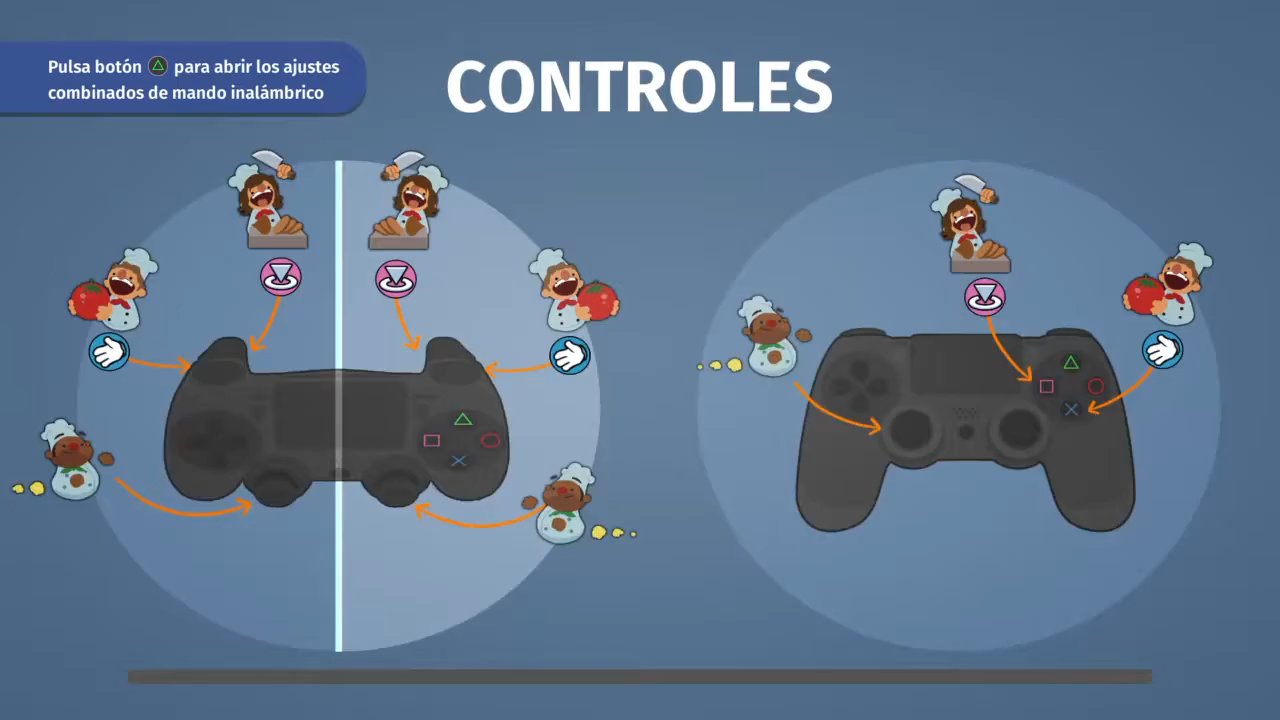 Pulsa botón para abrir los ajustes
combinados de mando inalámbrico
CONTROLES